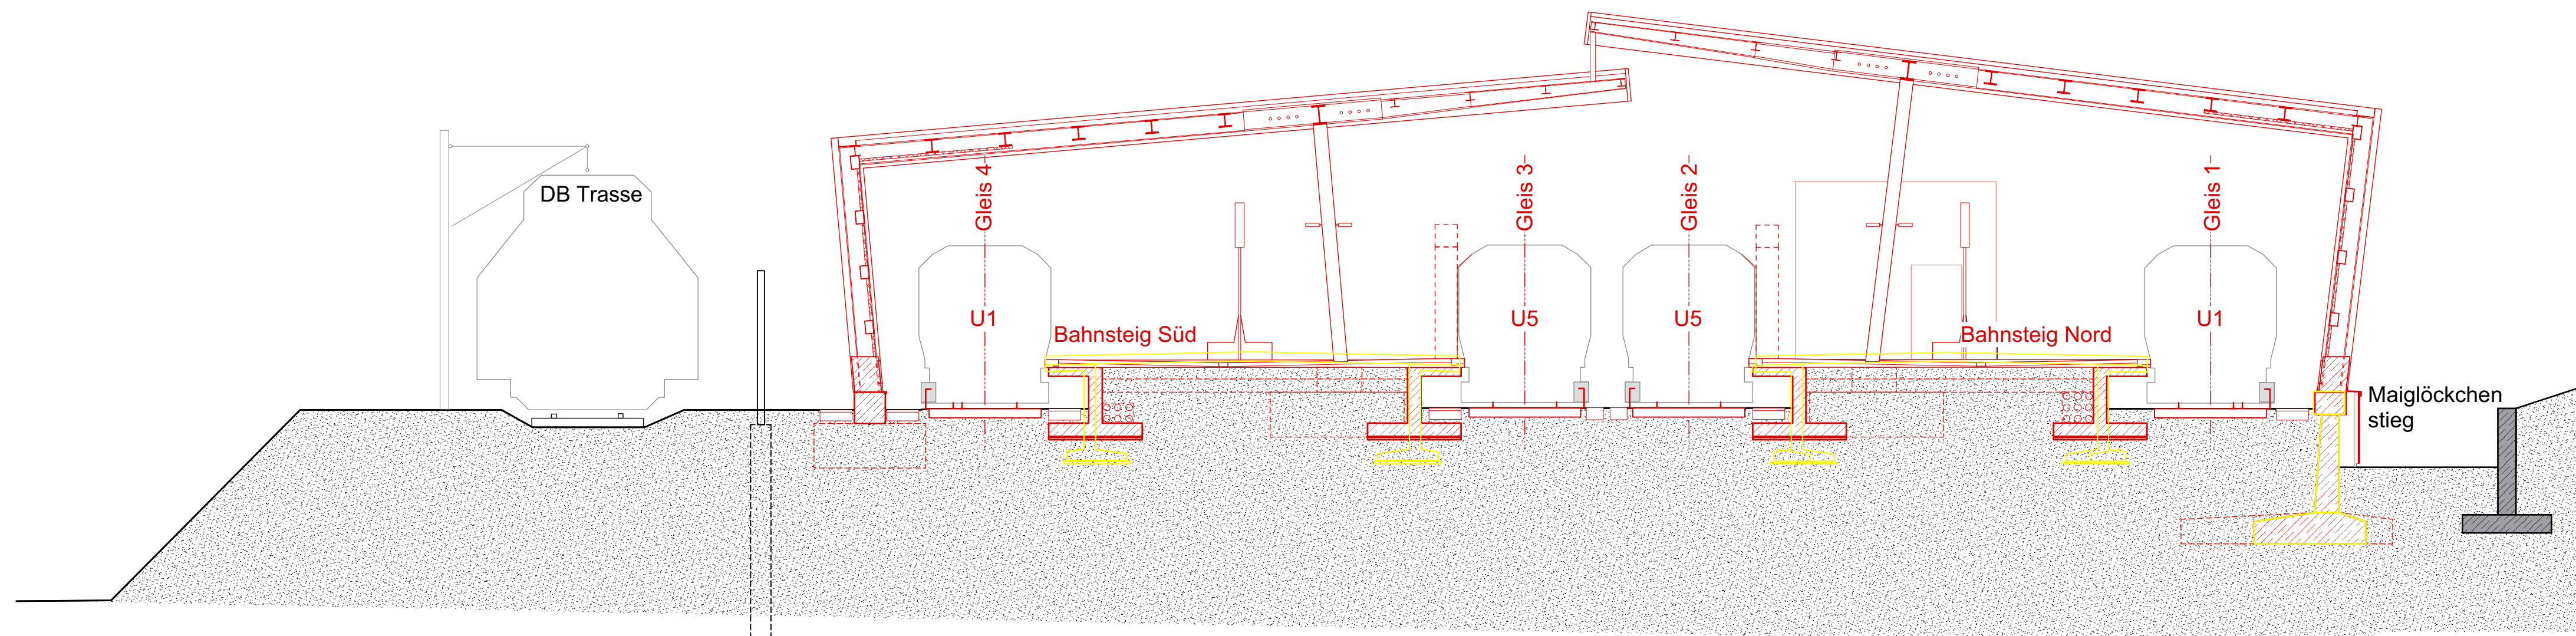 DB Trasse
Gleis 4
Gleis 3
Gleis 2
Gleis 1
U1
U5
U5
U1
Bahnsteig Süd
Bahnsteig Nord
Maiglöckchen
stieg